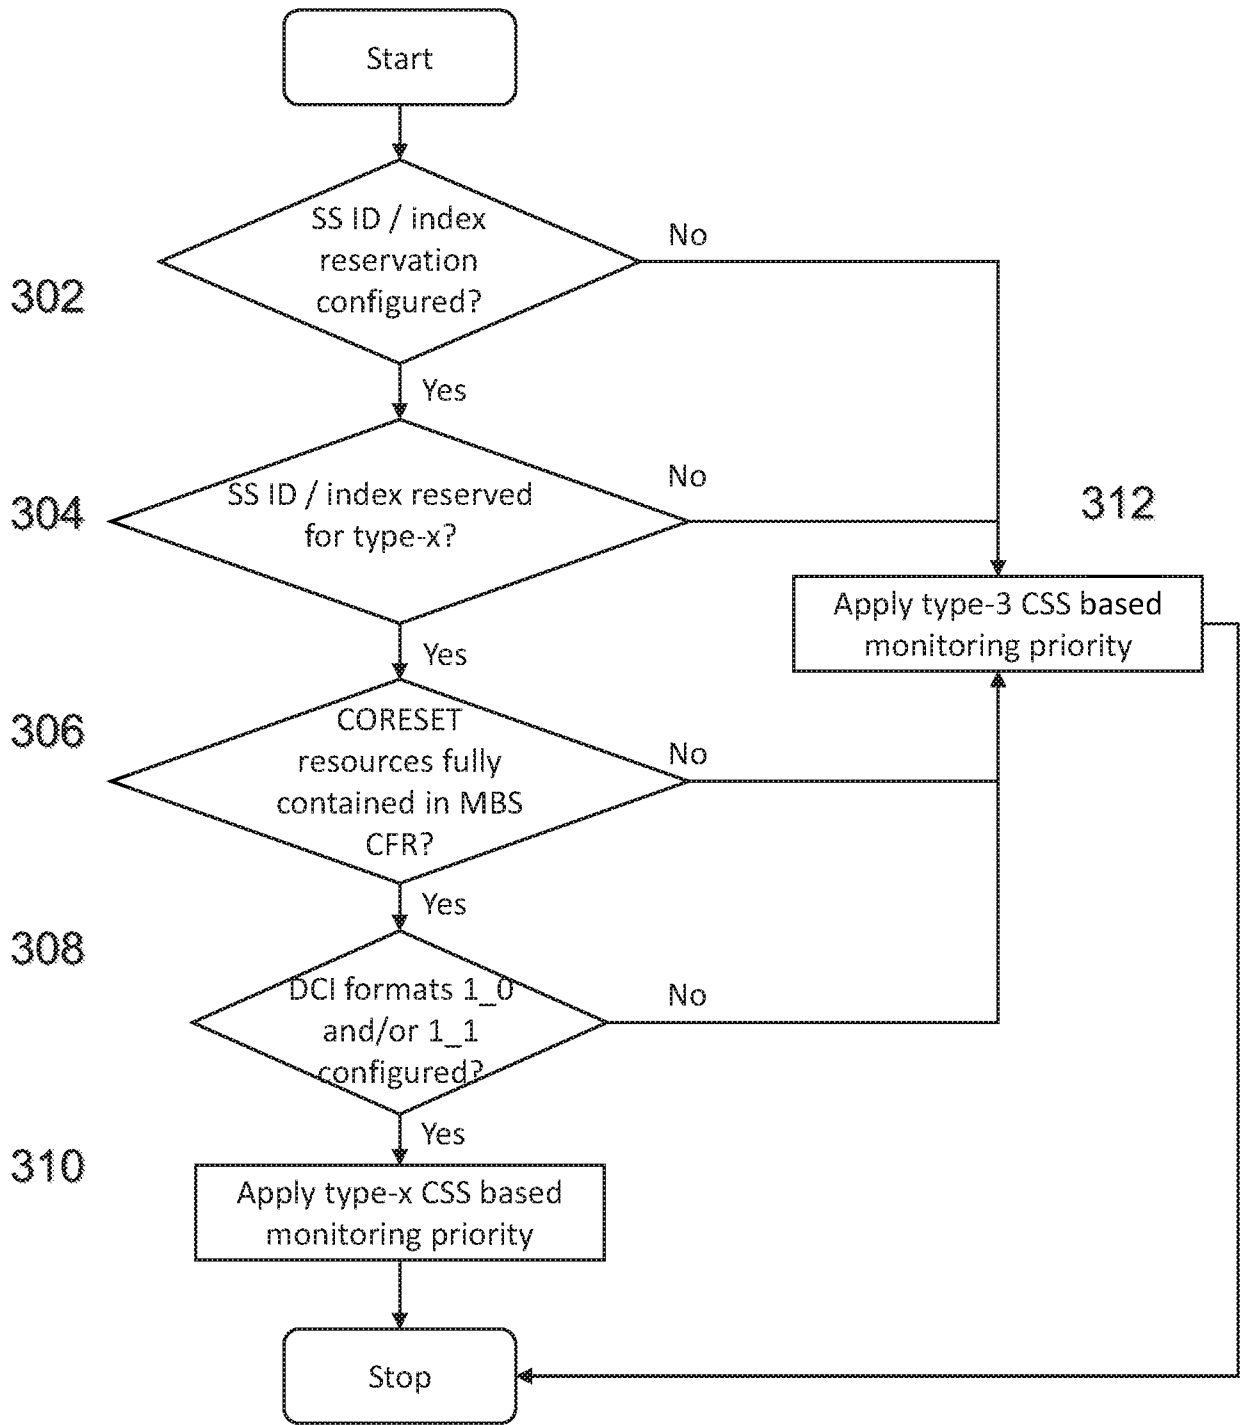 Start
SS ID / index
reservation
configured?
No
302
Yes
SS ID / index reserved
for type-x?
No
304
312
Apply type-3 CSS based
monitoring priority
Yes
CORESET
resources fully
contained in MBS
CFR?
No
306
Yes
308
DCI formats 1_0
and/or 1_1
configured?
No
Yes
310
Apply type-x CSS based
monitoring priority
Stop